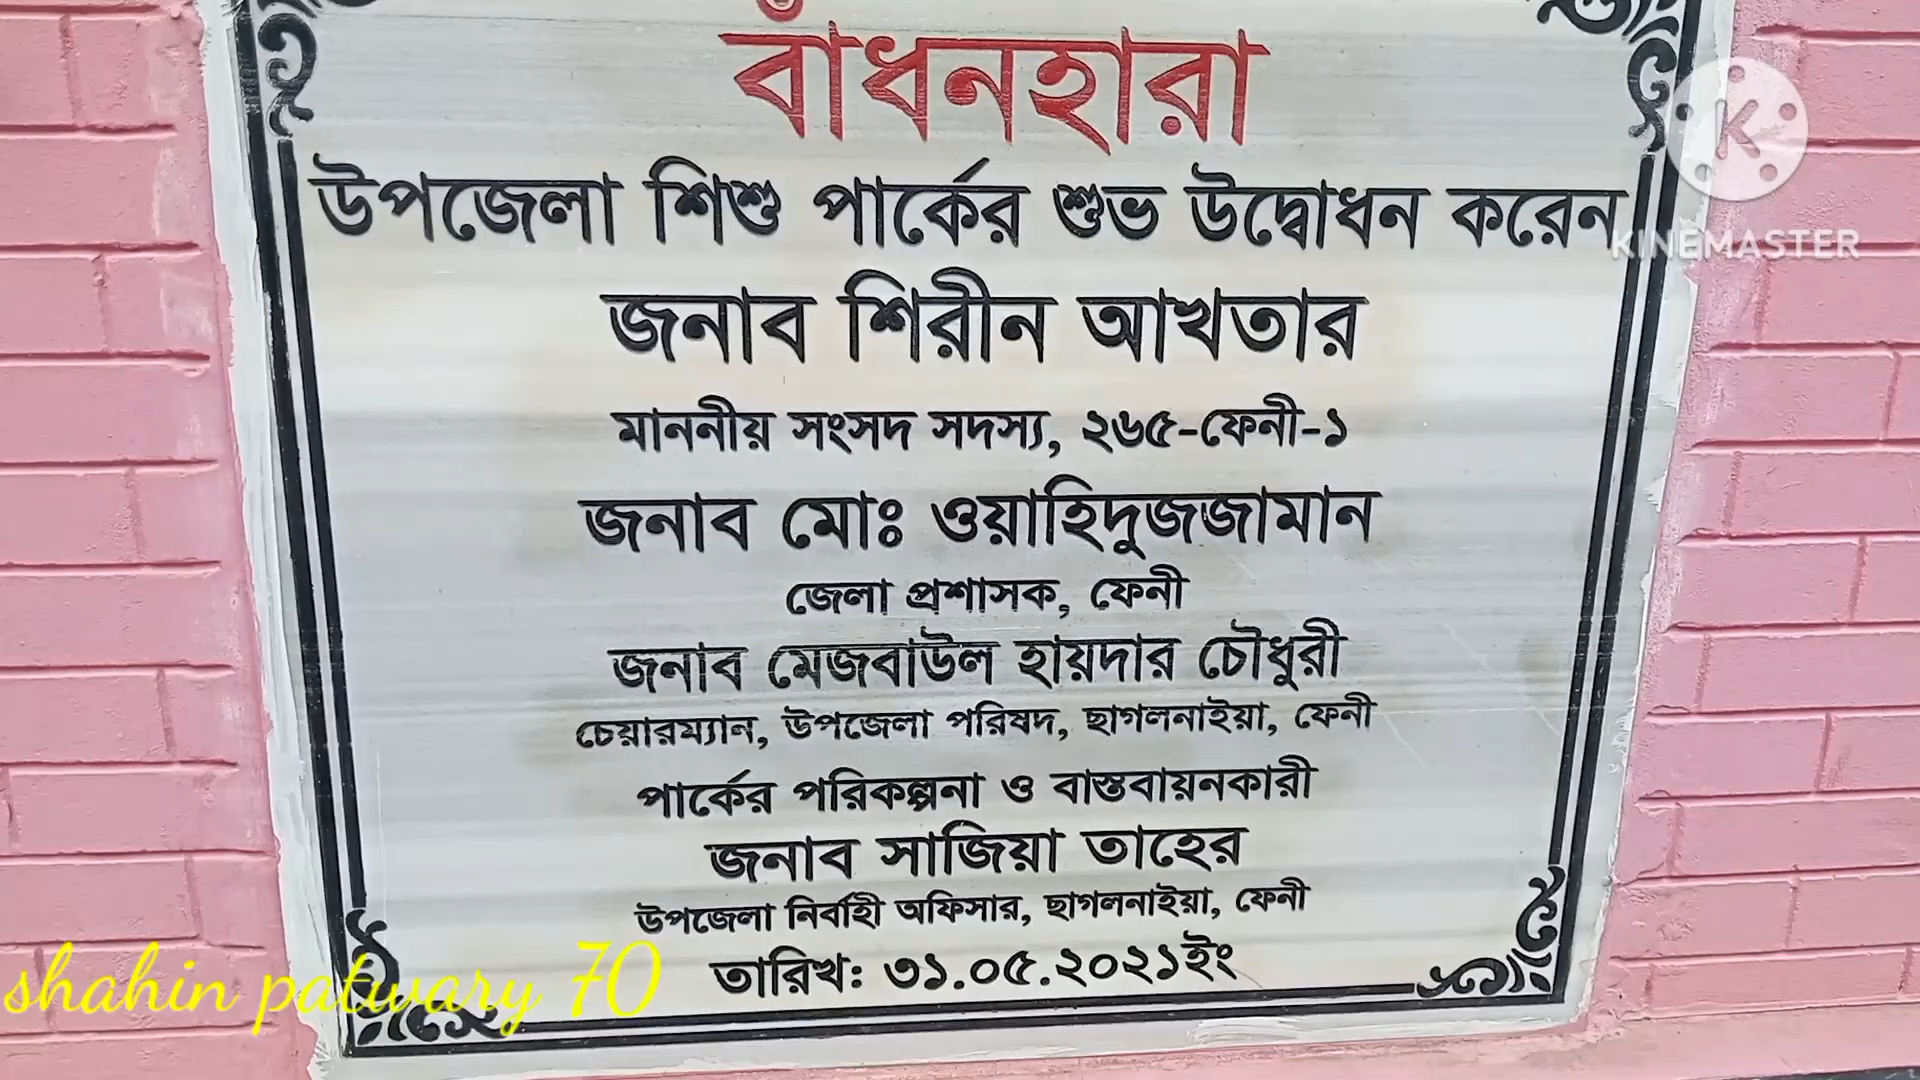 বাঁধনহারা
উপজেলা শিশু পার্কের শুভ উদ্বোধন করেন
জনাব শিরীন আখতার
মাননীয় সংসদ সদস্য, ২৬৫-ফেনী-১
জনাব মোঃ ওয়াহিদুজজামান
জেলা প্রশাসক, ফেনী
জনাব মেজবাউল হায়দার চৌধুরী
চেয়ারম্যান, উপজেলা পরিষদ, ছাগলনাইয়া, ফেনী
পার্কের পরিকল্পনা ও বাস্তবায়নকারী
জনাব সাজিয়া তাহের
উপজেলা নির্বাহী অফিসার, ছাগলনাইয়া, ফেনী
তারিখ: ৩১.০৫.২০২১ইং
K
KINEMASTER
shahin patwary 70